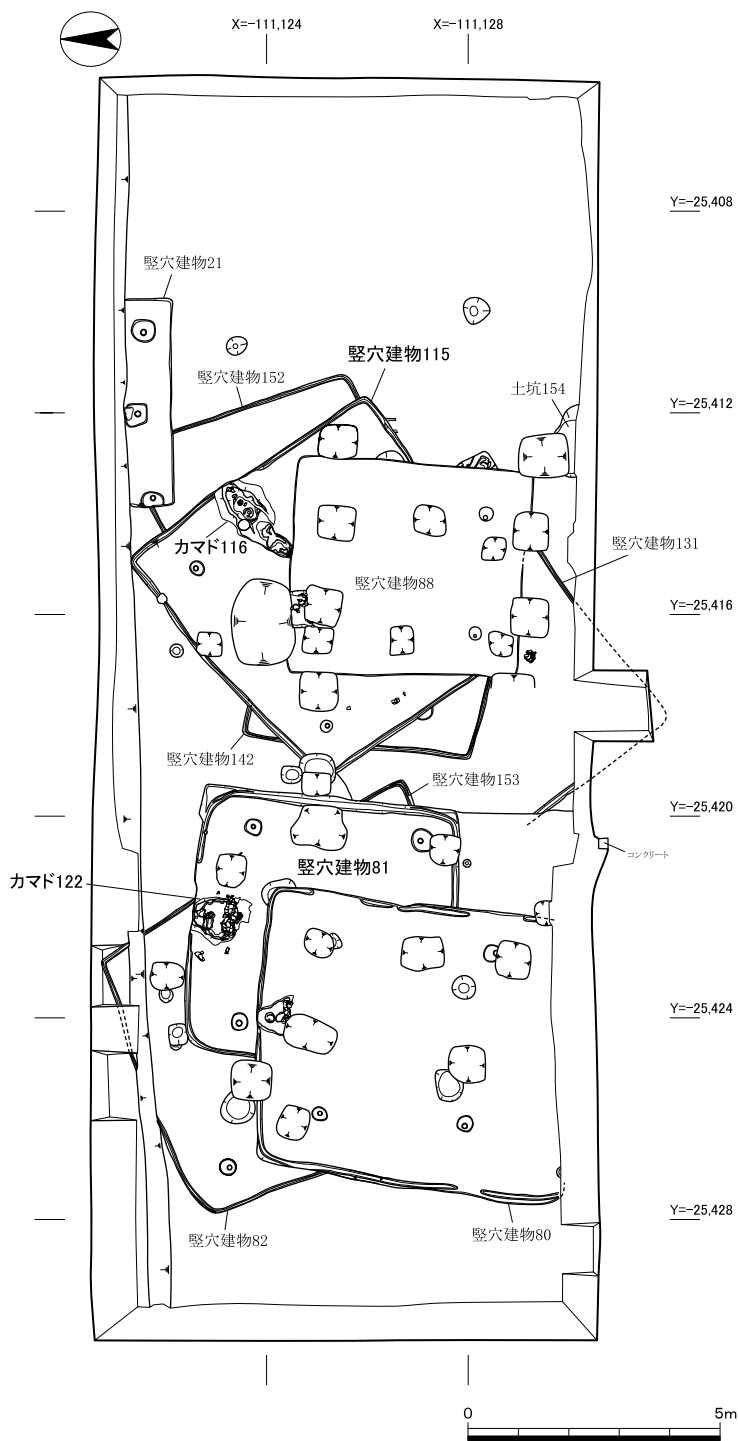 X=-111,124
X=-111,128
Y=-25,408
竪穴建物21
竪穴建物115
竪穴建物152
土坑154
Y=-25,412
カマド116
竪穴建物131
竪穴建物88
Y=-25,416
竪穴建物142
竪穴建物153
Y=-25,420
コンクリート
竪穴建物81
カマド122
Y=-25,424
Y=-25,428
竪穴建物82
竪穴建物80
0
5m